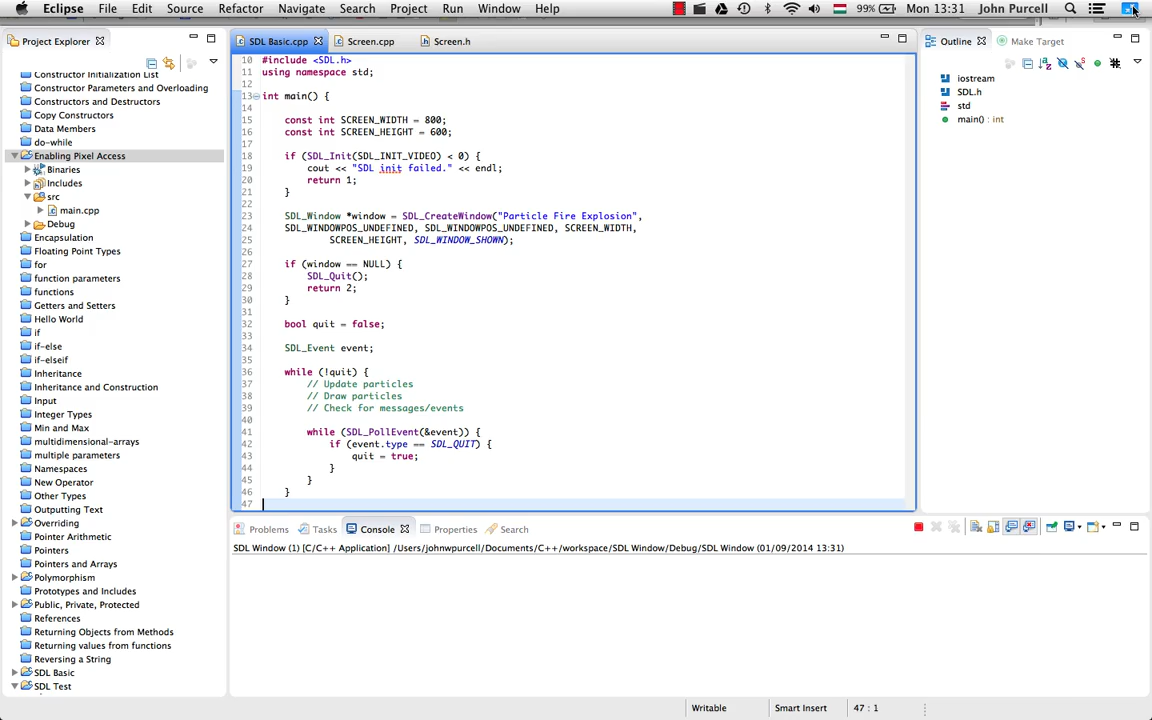 Eclipse File Edit Source Refactor Navigate Search Project Run Window Help 99% Mon 13:31 John Purcell
Project Explorer
Constructor Initialization List
Constructor Parameters and Overloading
Constructors and Destructors
Copy Constructors
Data Members
do-while
Enabling Pixel Access
Binaries
Includes
src
main.cpp
Debug
Encapsulation
Floating Point Types
for
function parameters
functions
Getters and Setters
Hello World
if
if-else
if-elseif
Inheritance
Inheritance and Construction
Input
Integer Types
Min and Max
multidimensional-arrays
multiple parameters
Namespaces
New Operator
Other Types
Outputting Text
Overriding
Pointer Arithmetic
Pointers
Pointers and Arrays
Polymorphism
Prototypes and Includes
Public, Private, Protected
References
Returning Objects from Methods
Returning values from functions
Reversing a String
SDL Basic
SDL Test
SDL Basic.cpp Screen.cpp Screen.h
10 #include <SDL.h>
11 using namespace std;
12
13 int main() {
14
15 const int SCREEN_WIDTH = 800;
16 const int SCREEN_HEIGHT = 600;
17
18 if (SDL_Init(SDL_INIT_VIDEO) < 0) {
19 cout << "SDL init failed." << endl;
20 return 1;
21 }
22
23 SDL_Window *window = SDL_CreateWindow("Particle Fire Explosion",
24 SDL_WINDOWPOS_UNDEFINED, SDL_WINDOWPOS_UNDEFINED, SCREEN_WIDTH,
25 SCREEN_HEIGHT, SDL_WINDOW_SHOWN);
26
27 if (window == NULL) {
28 SDL_Quit();
29 return 2;
30 }
31
32 bool quit = false;
33
34 SDL_Event event;
35
36 while (!quit) {
37 // Update particles
38 // Draw particles
39 // Check for messages/events
40
41 while (SDL_PollEvent(&event)) {
42 if (event.type == SDL_QUIT) {
43 quit = true;
44 }
45 }
46 }
47
Outline Make Target
iostream
SDL.h
std
main() : int
Problems Tasks Console Properties Search
SDL Window (1) [C/C++ Application] /Users/johnwpurcell/Documents/C++/workspace/SDL Window/Debug/SDL Window (01/09/2014 13:31)
Writable Smart Insert 47 : 1